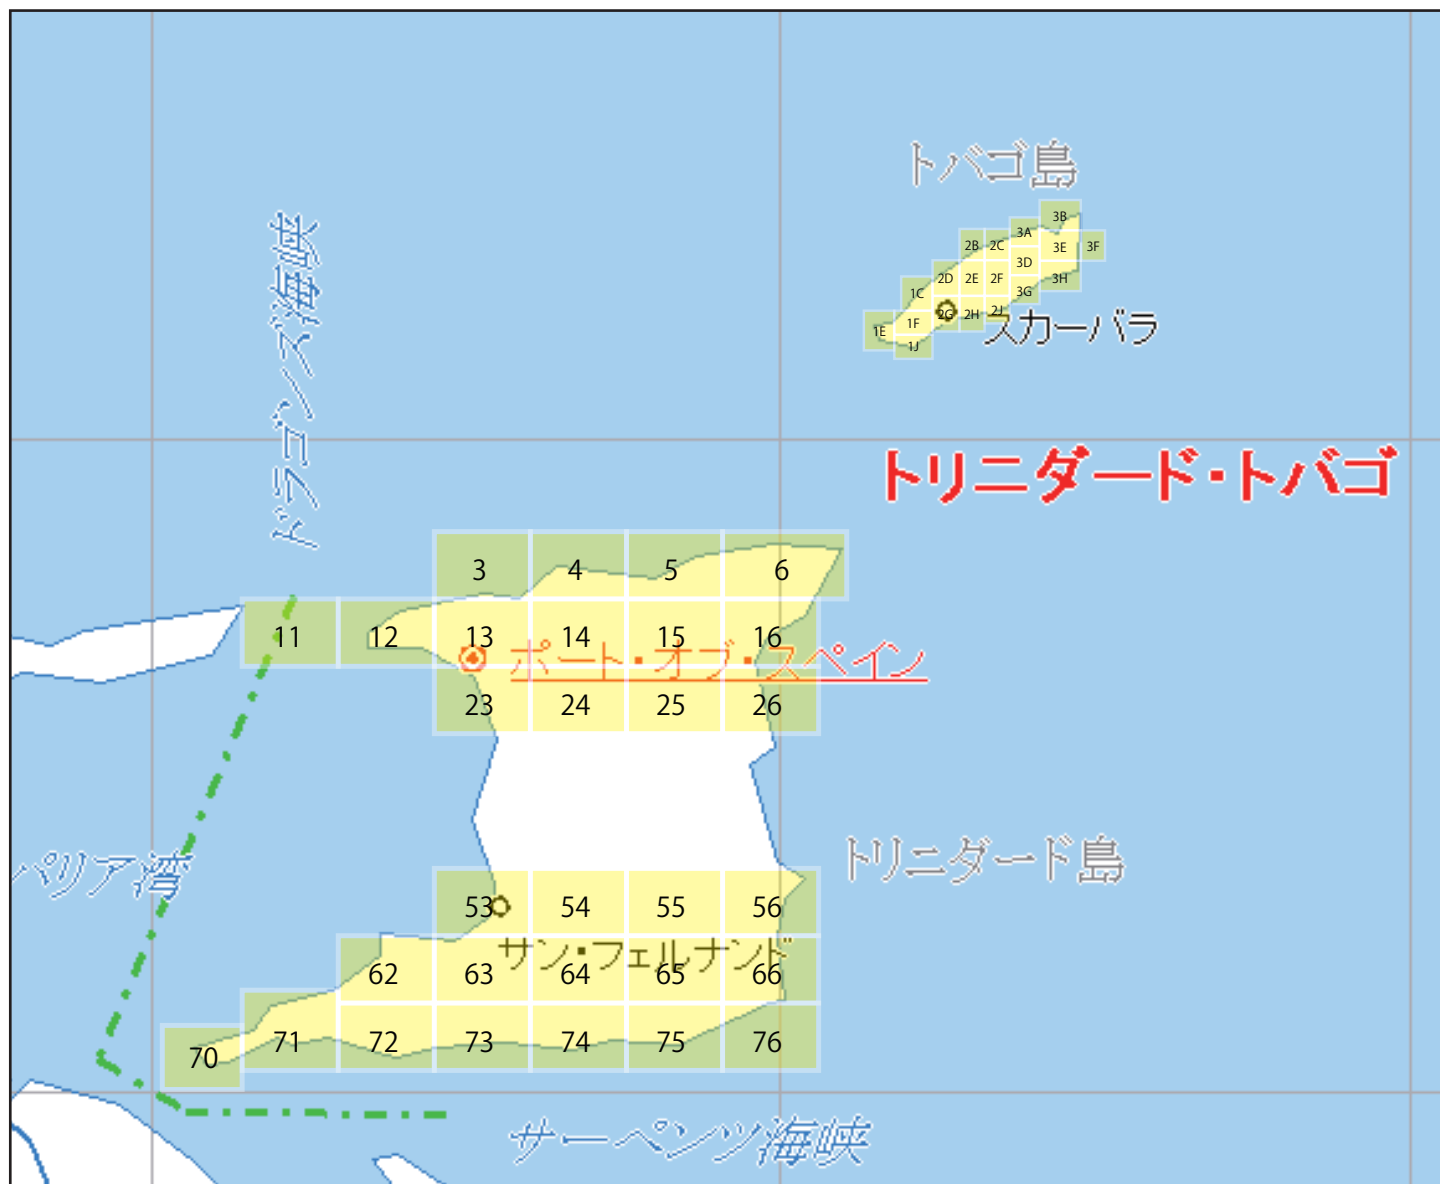 トバゴ島
3B
3A
2B 2C 3E 3F
3D
2D 2E 2F 3H
1C 3G
2G 2H 2J
1E 1F スカーバラ
1J
ドラゴンズ海峡
トリニダード・トバゴ
3 4 5 6
11 12 13 14 15 16
ポート・オブ・スペイン
23 24 25 26
パリア湾
トリニダード島
53 54 55 56
サン・フェルナンド
62 63 64 65 66
70 71 72 73 74 75 76
サーペンツ海峡